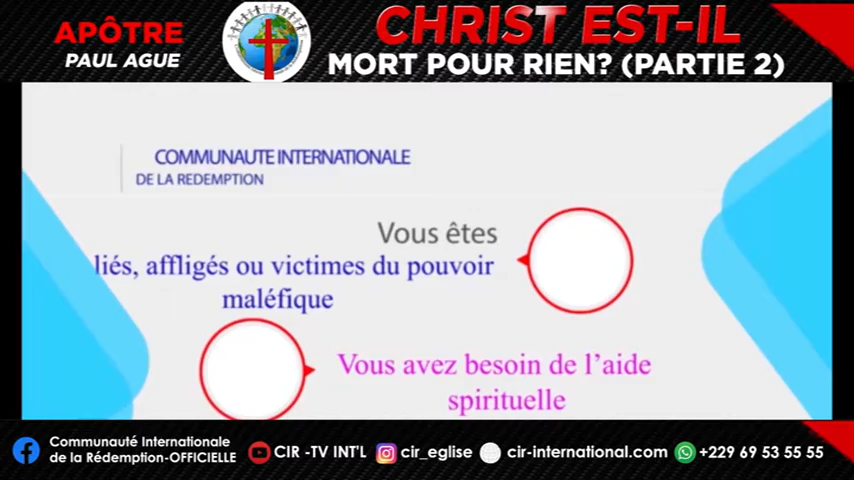 APÔTRE
PAUL AGUE
CHRIST EST-IL
MORT POUR RIEN? (PARTIE 2)
COMMUNAUTE INTERNATIONALE
DE LA REDEMPTION
Vous êtes
liés, affligés ou victimes du pouvoir
maléfique
Vous avez besoin de l'aide
spirituelle
Communauté Internationale
de la Rédemption-OFFICIELLE
CIR -TV INT'L
cir_eglise
cir-international.com
+229 69 53 55 55